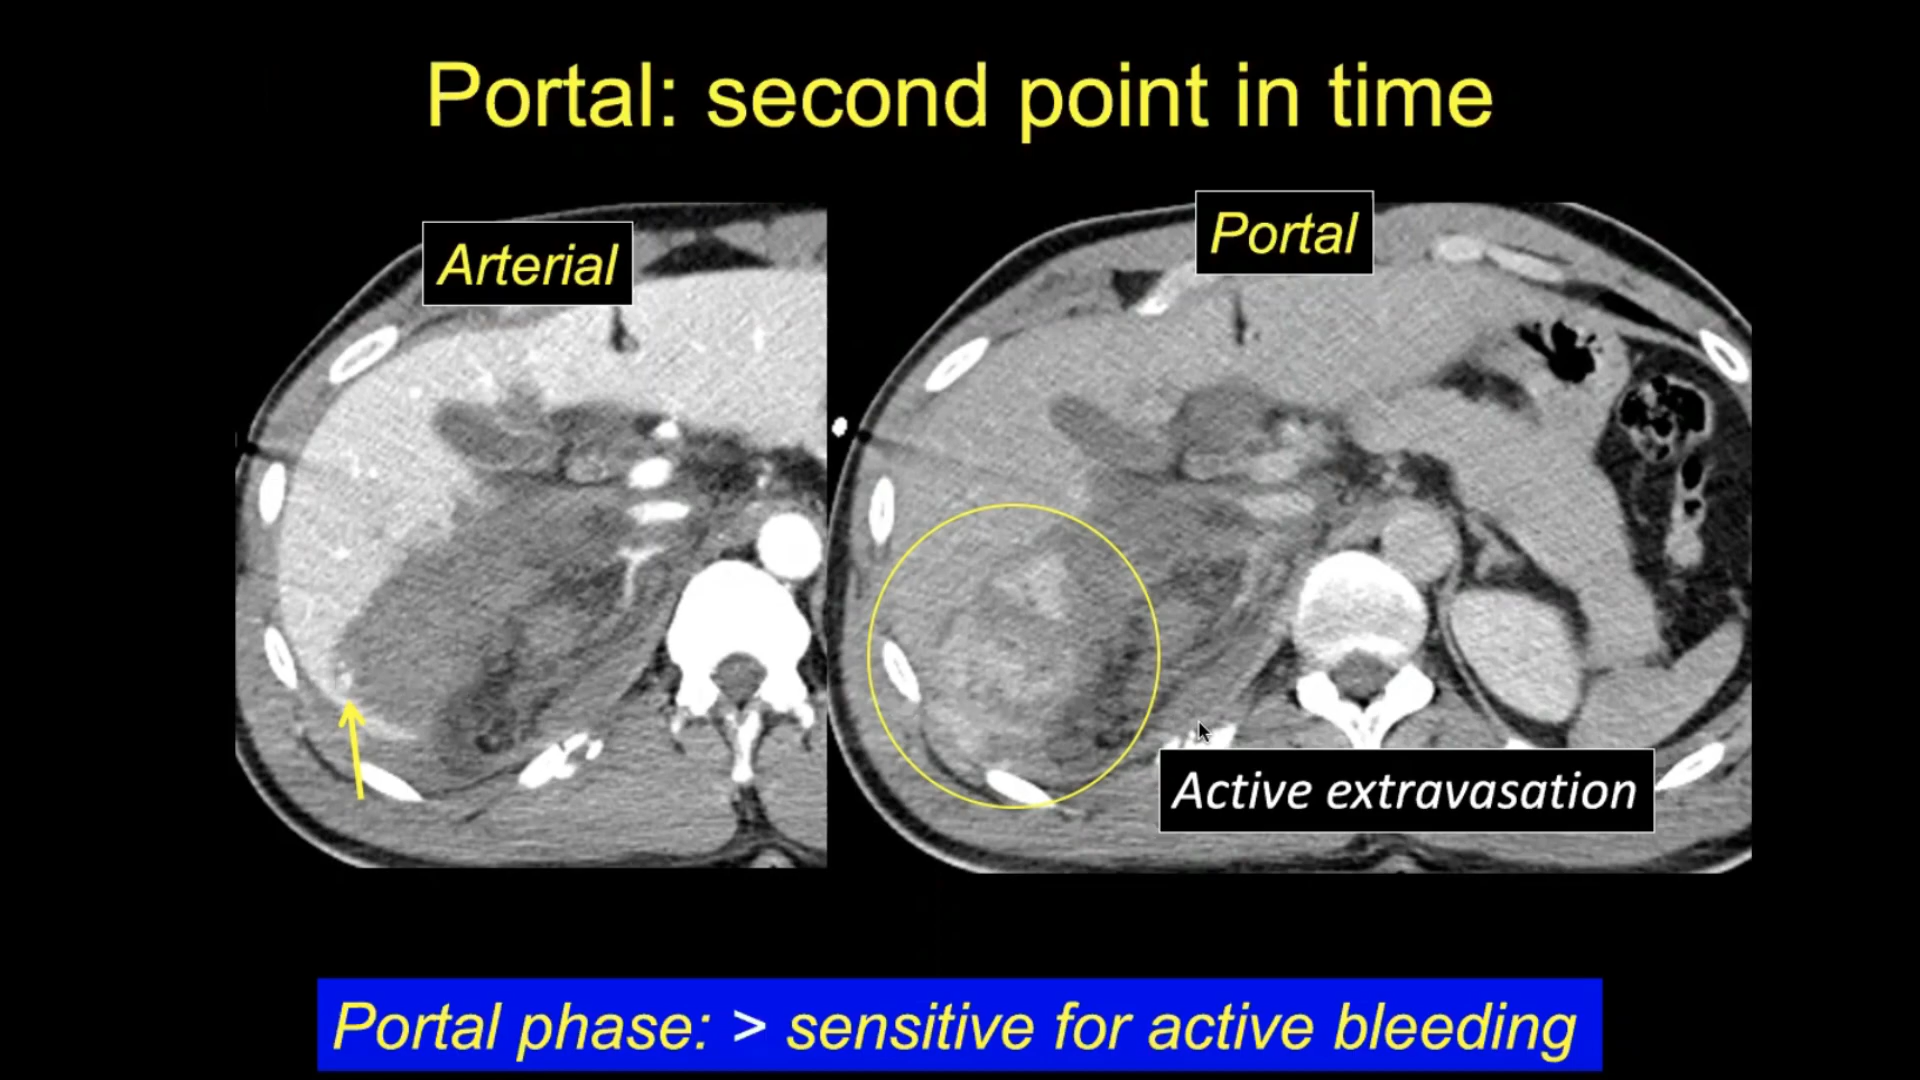 Portal: second point in time
Arterial
Portal
Active extravasation
Portal phase: > sensitive for active bleeding